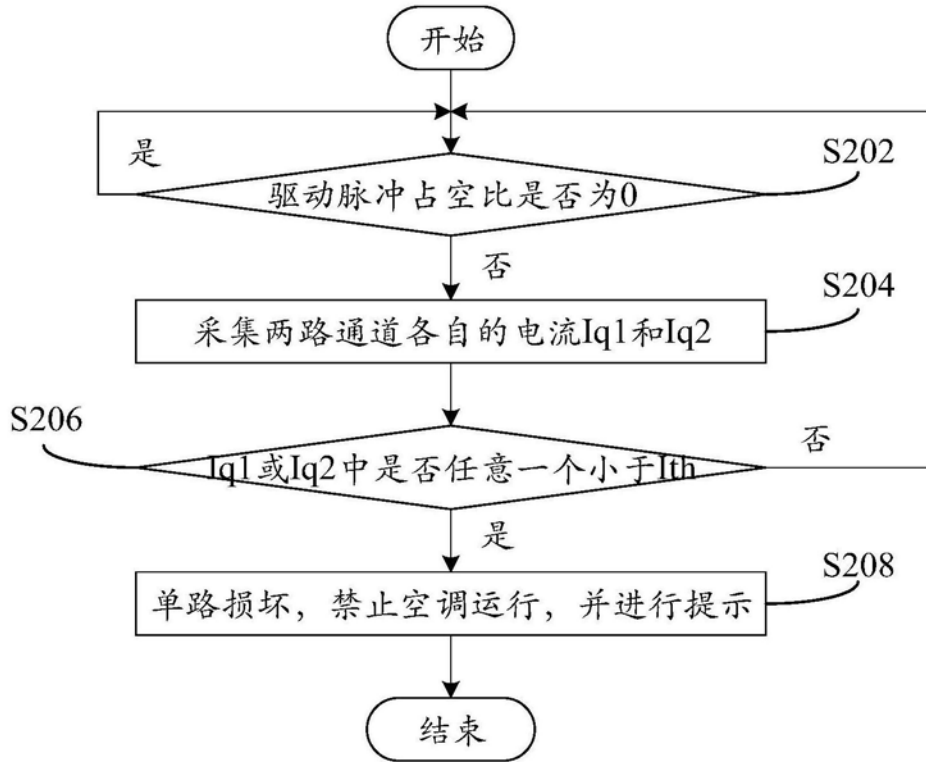 开始
是
S202
驱动脉冲占空比是否为0
否
S204
采集两路通道各自的电流Iq1和Iq2
S206
否
Iq1或Iq2中是否任意一个小于Ith
是
S208
单路损坏，禁止空调运行，并进行提示
结束